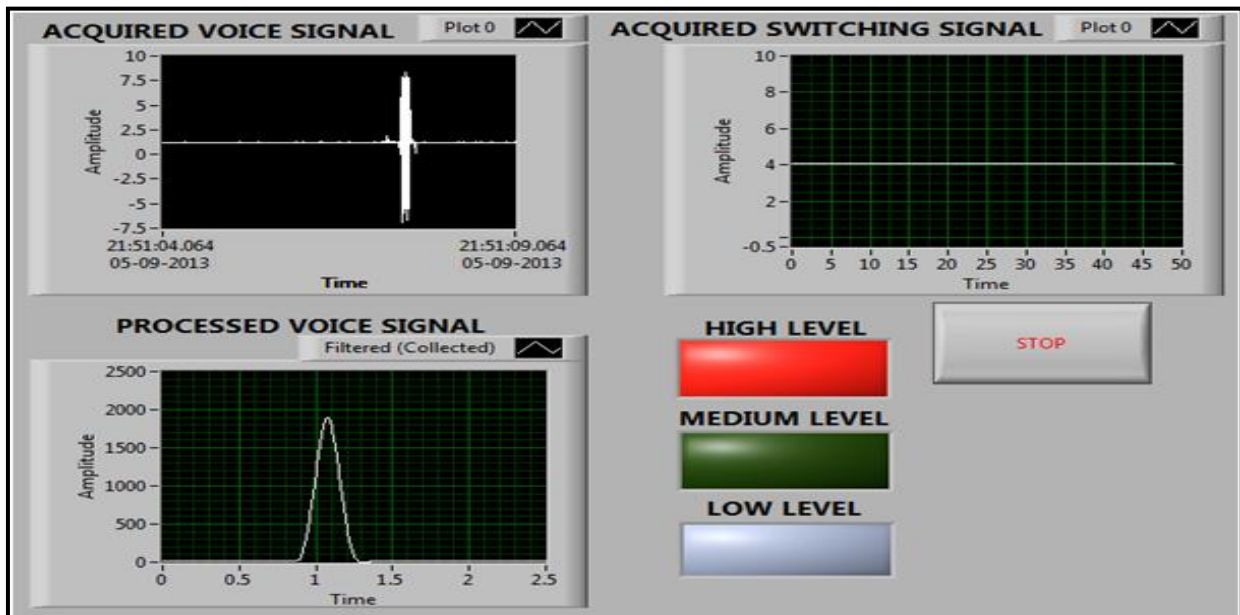 ACQUIRED VOICE SIGNAL
Plot 0
10
7.5
5
2.5
0
-2.5
-5
-7.5
Amplitude
21:51:04.064
05-09-2013
21:51:09.064
05-09-2013
Time
ACQUIRED SWITCHING SIGNAL
Plot 0
10
8
6
4
2
-0.5
Amplitude
0 5 10 15 20 25 30 35 40 45 50
Time
PROCESSED VOICE SIGNAL
Filtered (Collected)
2500
2000
1500
1000
500
0
Amplitude
0 0.5 1 1.5 2 2.5
Time
HIGH LEVEL
MEDIUM LEVEL
LOW LEVEL
STOP